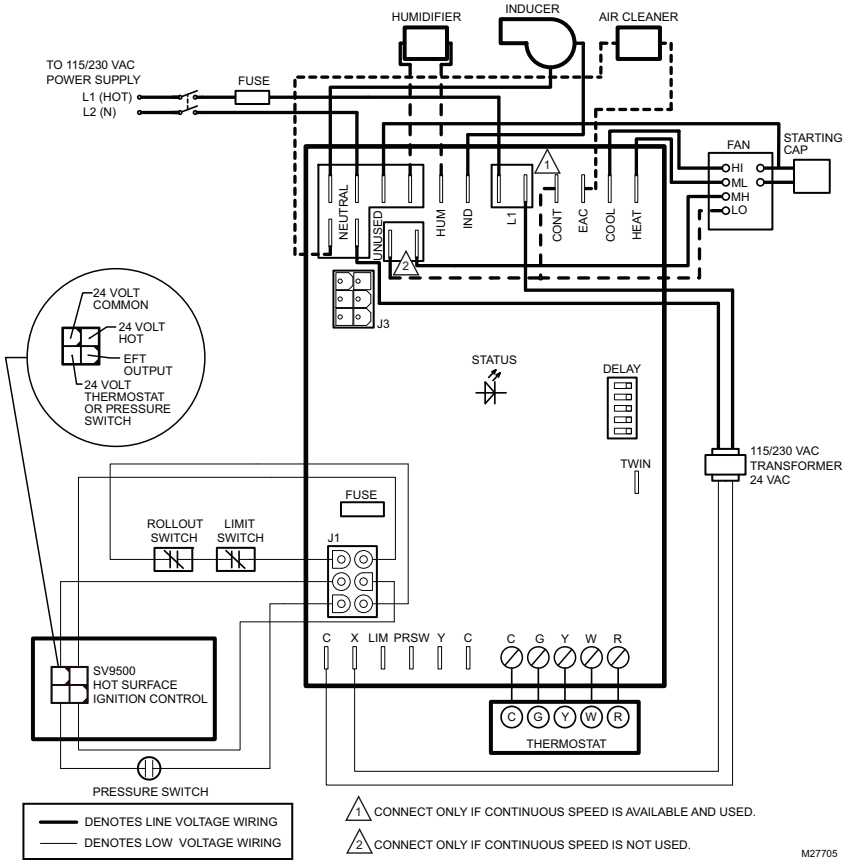 HUMIDIFIER
INDUCER
AIR CLEANER
TO 115/230 VAC
POWER SUPPLY
L1 (HOT)
L2 (N)
FUSE
FAN
STARTING
CAP
HI
ML
MH
LO
1
NEUTRAL
UNUSED
HUM
IND
L1
CONT
EAC
COOL
HEAT
2
J3
24 VOLT
COMMON
24 VOLT
HOT
EFT
OUTPUT
24 VOLT
THERMOSTAT
OR PRESSURE
SWITCH
STATUS
DELAY
TWIN
115/230 VAC
TRANSFORMER
24 VAC
FUSE
ROLLOUT
SWITCH
LIMIT
SWITCH
J1
C X LIM PRSW Y C
C G Y W R
SV9500
HOT SURFACE
IGNITION CONTROL
C G Y W R
THERMOSTAT
PRESSURE SWITCH
DENOTES LINE VOLTAGE WIRING
DENOTES LOW VOLTAGE WIRING
1 CONNECT ONLY IF CONTINUOUS SPEED IS AVAILABLE AND USED.
2 CONNECT ONLY IF CONTINUOUS SPEED IS NOT USED.
M27705